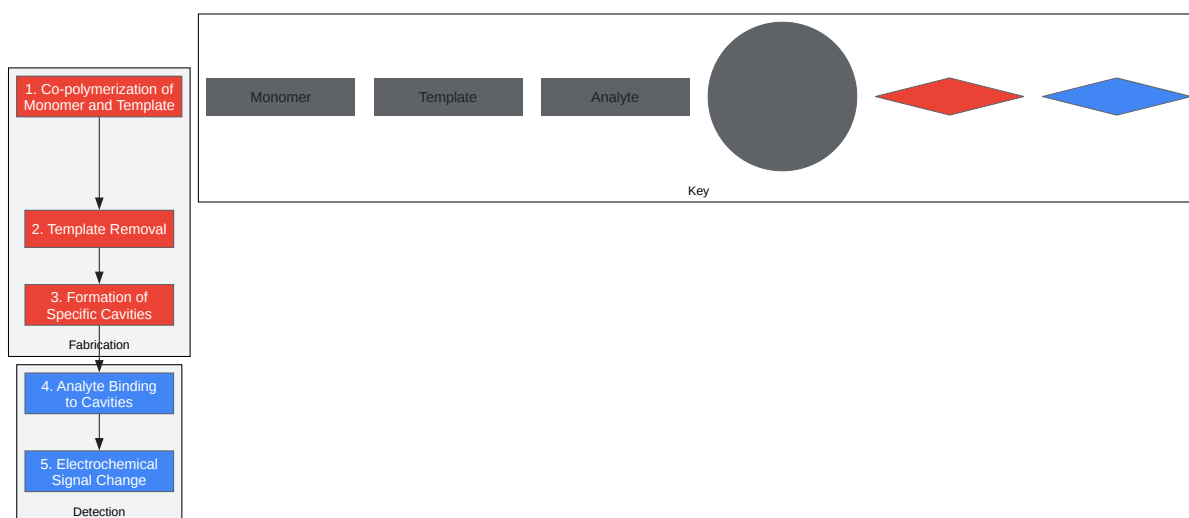 1. Co-polymerization of
Monomer and Template
Monomer
Template
Analyte
Key
2. Template Removal
3. Formation of
Specific Cavities
Fabrication
4. Analyte Binding
to Cavities
5. Electrochemical
Signal Change
Detection